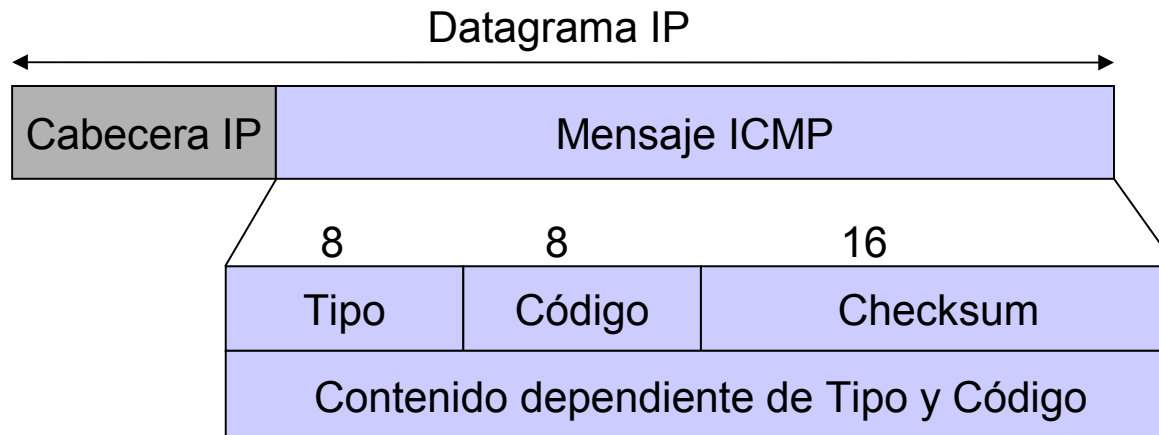 Datagrama IP
Cabecera IP
Mensaje ICMP
8 8 16
Tipo Código Checksum
Contenido dependiente de Tipo y Código